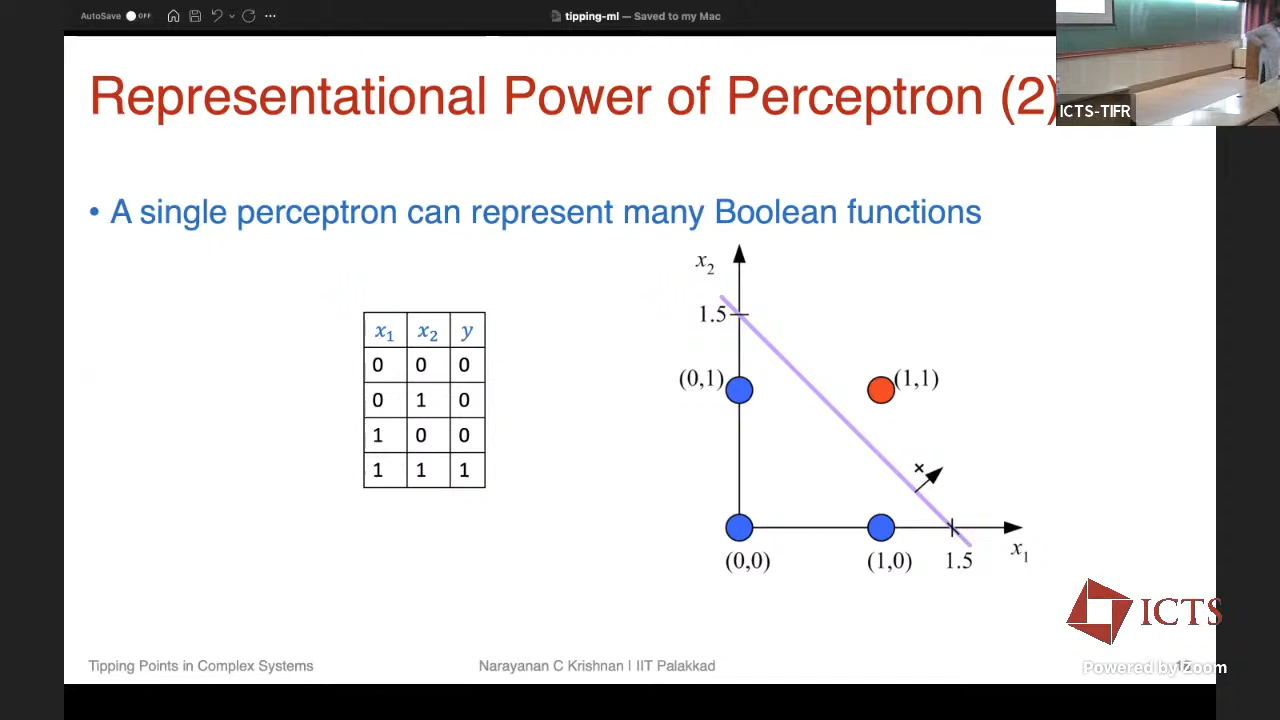 AutoSave OFF
tipping-ml — Saved to my Mac
Representational Power of Perceptron (2)
ICTS-TIFR
• A single perceptron can represent many Boolean functions
x₁ x₂ y
0 0 0
0 1 0
1 0 0
1 1 1
x₂
1.5
(0,1)
(1,1)
(0,0)
(1,0)
1.5
x₁
ICTS
Tipping Points in Complex Systems
Narayanan C Krishnan | IIT Palakkad
Powered by Zoom